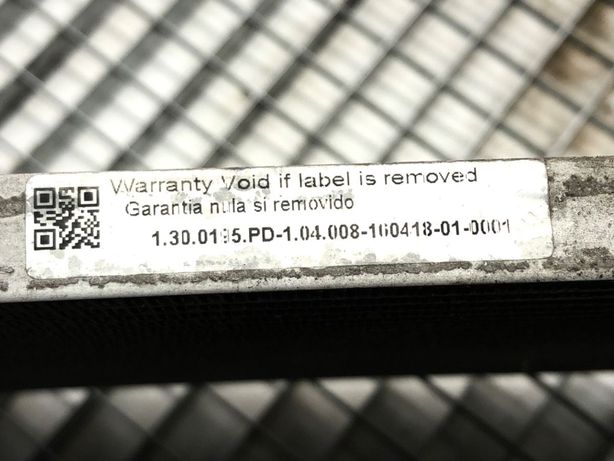 Warranty Void if label is removed
Garantia nula si removido
1.30.0195.PD-1.04.008-160418-01-0001